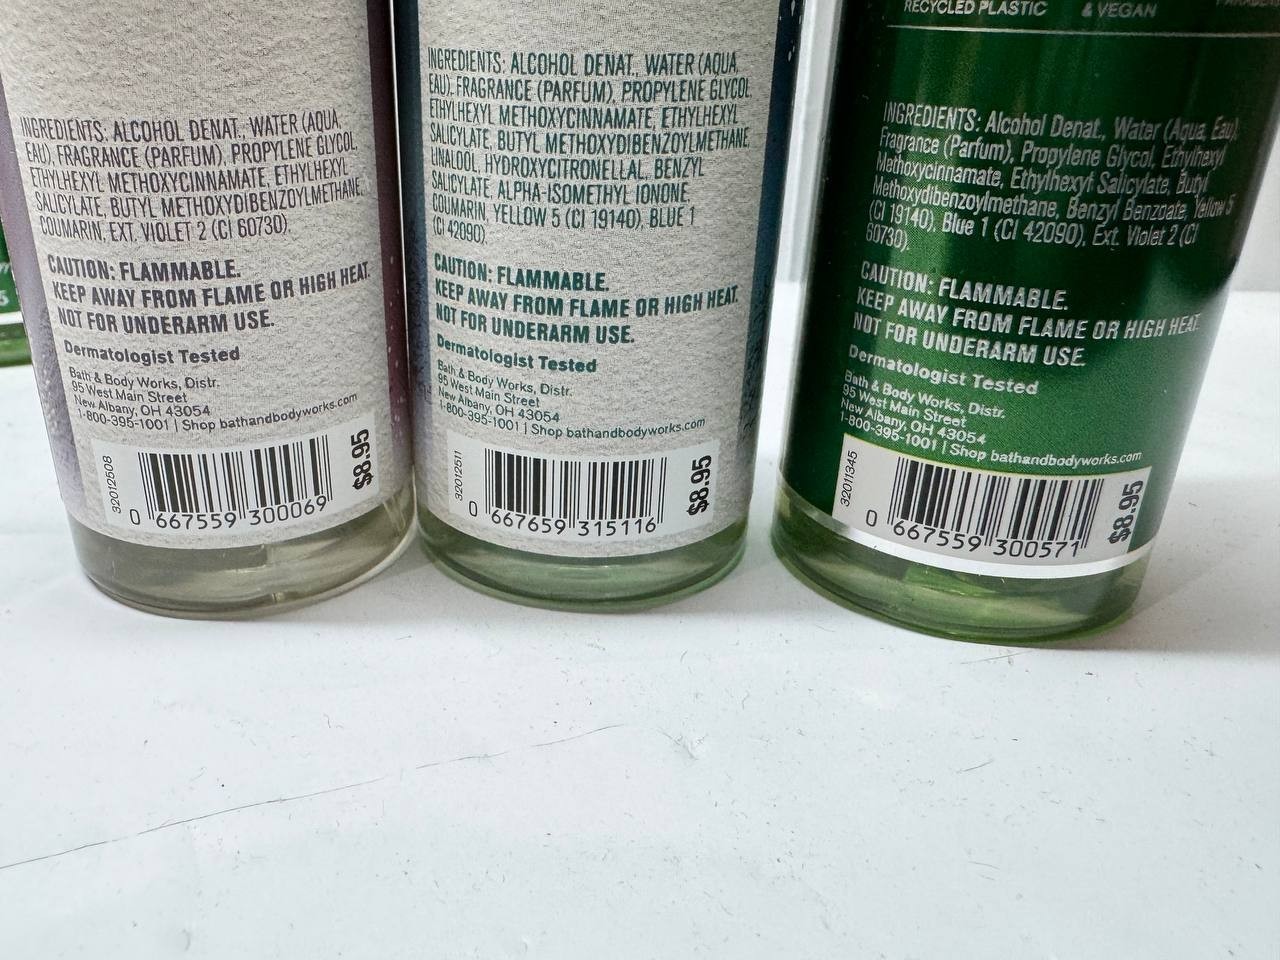 INGREDIENTS: ALCOHOL DENAT., WATER (AQUA,
EAU), FRAGRANCE (PARFUM), PROPYLENE GLYCOL,
ETHYLHEXYL METHOXYCINNAMATE, ETHYLHEXYL
SALICYLATE, BUTYL METHOXYDIBENZOYLMETHANE,
COUMARIN, EXT. VIOLET 2 (CI 60730).
CAUTION: FLAMMABLE.
KEEP AWAY FROM FLAME OR HIGH HEAT.
NOT FOR UNDERARM USE.
Dermatologist Tested
Bath & Body Works, Distr.
95 West Main Street
New Albany, OH 43054
1-800-395-1001 | Shop bathandbodyworks.com
32012508
$8.95
0 667559 300069
INGREDIENTS: ALCOHOL DENAT., WATER (AQUA,
EAU), FRAGRANCE (PARFUM), PROPYLENE GLYCOL,
ETHYLHEXYL METHOXYCINNAMATE, ETHYLHEXYL
SALICYLATE, BUTYL METHOXYDIBENZOYLMETHANE,
LINALOOL, HYDROXYCITRONELLAL, BENZYL
SALICYLATE, ALPHA-ISOMETHYL IONONE,
COUMARIN, YELLOW 5 (CI 19140), BLUE 1
(CI 42090).
CAUTION: FLAMMABLE.
KEEP AWAY FROM FLAME OR HIGH HEAT.
NOT FOR UNDERARM USE.
Dermatologist Tested
Bath & Body Works, Distr.
95 West Main Street
New Albany, OH 43054
1-800-395-1001 | Shop bathandbodyworks.com
32012511
$8.95
0 667659 315116
RECYCLED PLASTIC & VEGAN
INGREDIENTS: Alcohol Denat., Water (Aqua, Eau),
Fragrance (Parfum), Propylene Glycol, Ethylhexyl
Methoxycinnamate, Ethylhexyl Salicylate, Butyl
Methoxydibenzoylmethane, Benzyl Benzoate, Yellow 5
(CI 19140), Blue 1 (CI 42090), Ext. Violet 2 (CI
60730).
CAUTION: FLAMMABLE.
KEEP AWAY FROM FLAME OR HIGH HEAT.
NOT FOR UNDERARM USE.
Dermatologist Tested
Bath & Body Works, Distr.
95 West Main Street
New Albany, OH 43054
1-800-395-1001 | Shop bathandbodyworks.com
32011345
$8.95
0 667559 300571